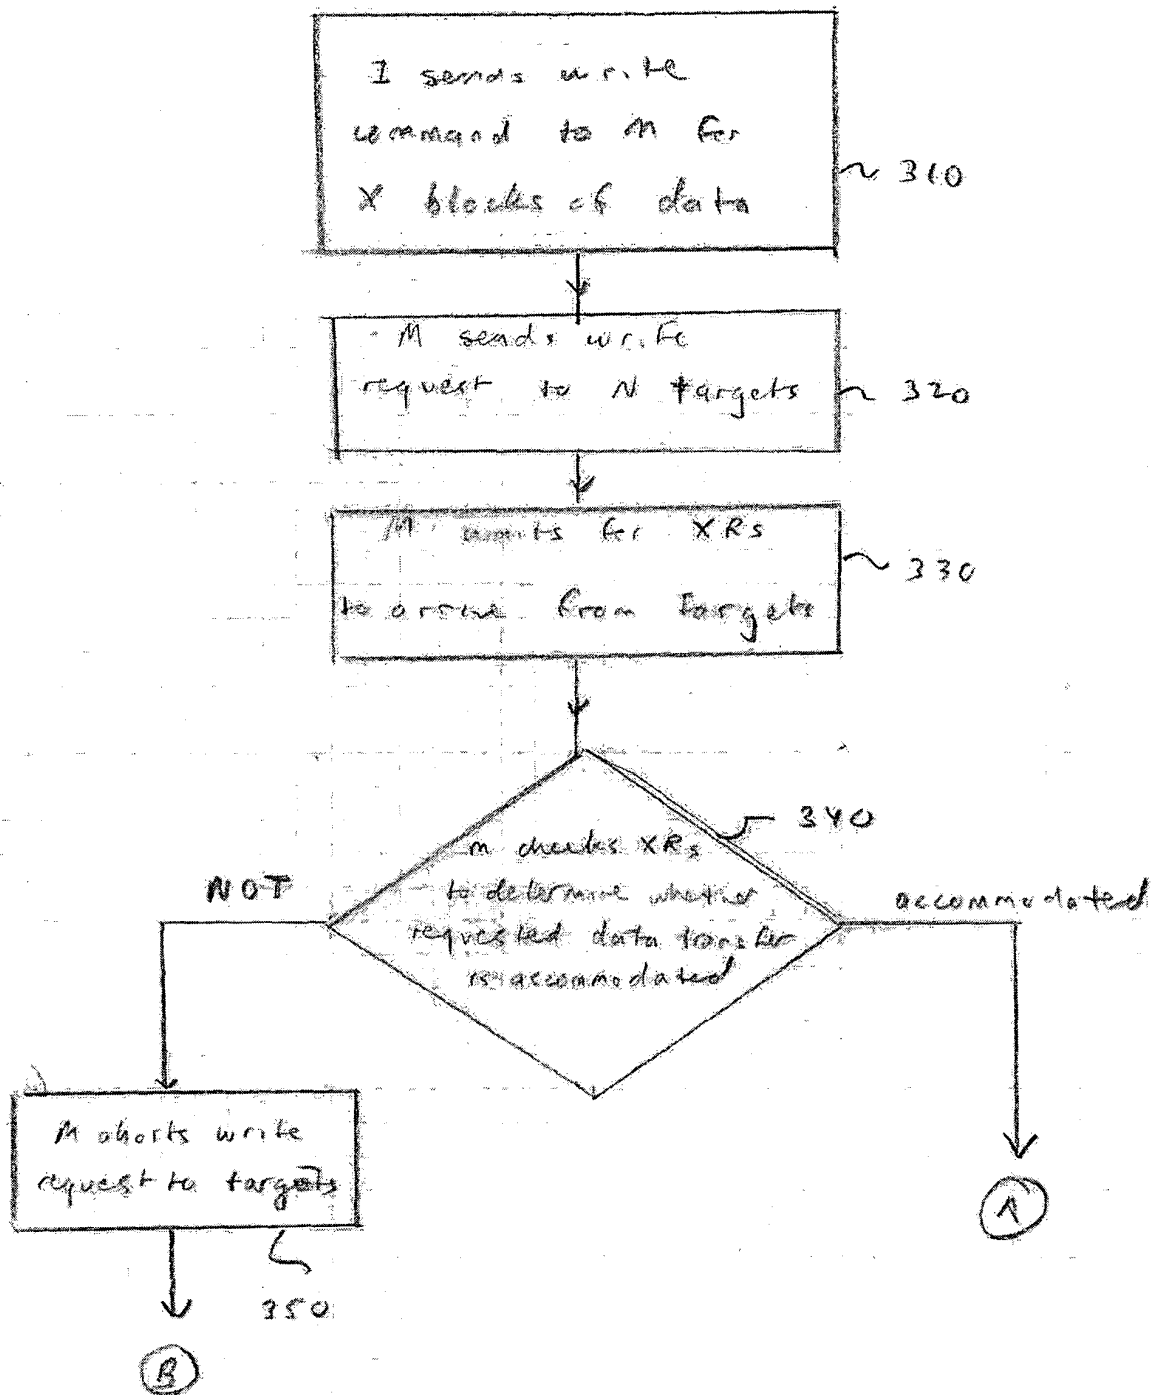 I sends write
command to M for
X blocks of data
310
M sends write
request to N targets
320
M waits for XRs
to arrive from targets
330
340
M checks XRs
to determine whether
requested data transfer
is accommodated
NOT
accommodated
M aborts write
request to targets
350
A
B